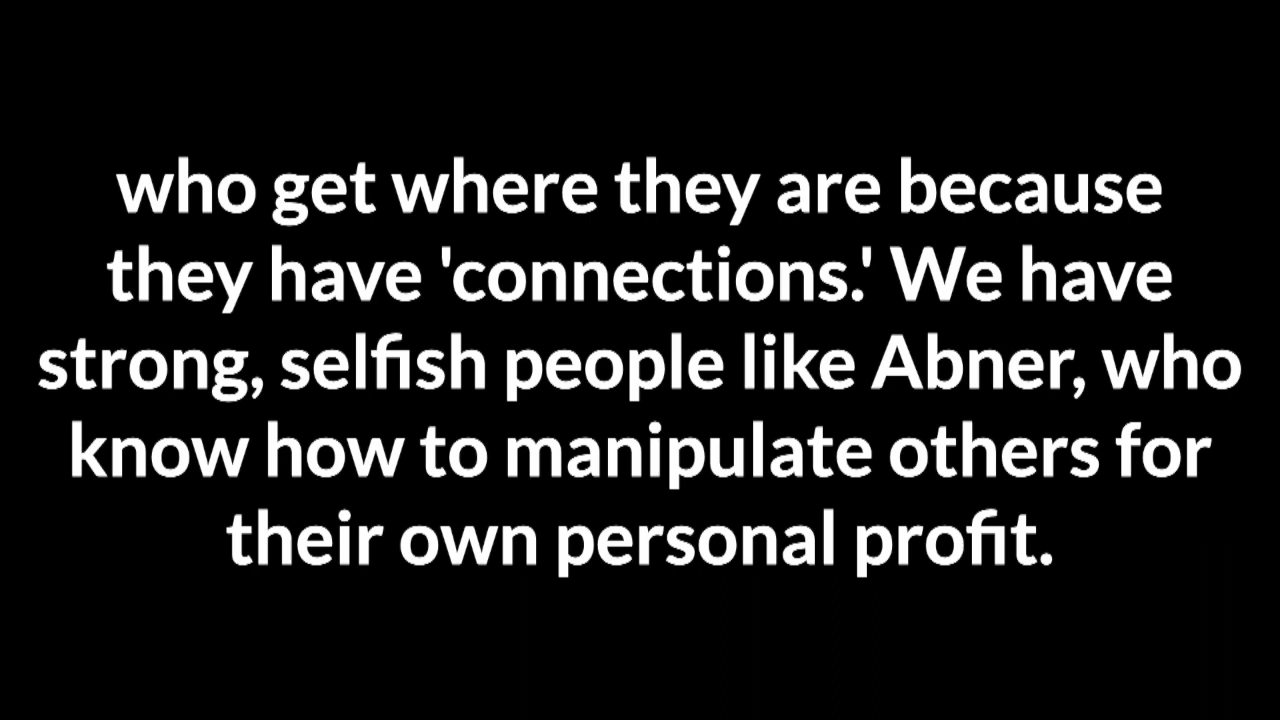 who get where they are because
they have 'connections.' We have
strong, selfish people like Abner, who
know how to manipulate others for
their own personal profit.